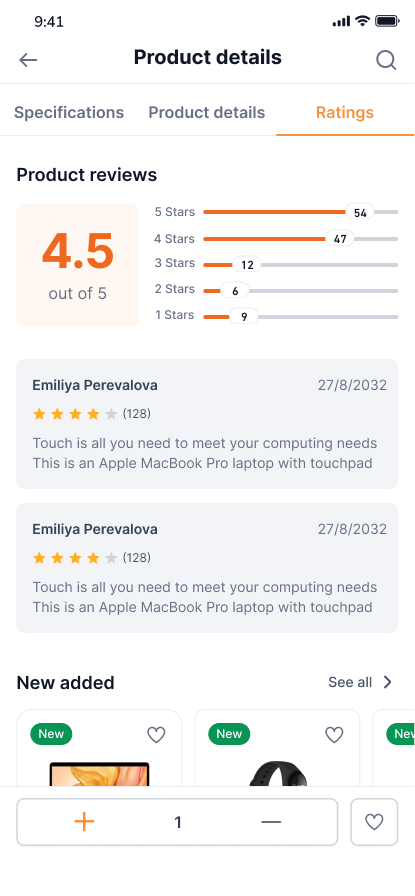 9:41
Product details
Specifications
Product details
Ratings
Product reviews
4.5
out of 5
5 Stars 54
4 Stars 47
3 Stars 12
2 Stars 6
1 Stars 9
Emiliya Perevalova 27/8/2032
(128)
Touch is all you need to meet your computing needs
This is an Apple MacBook Pro laptop with touchpad
Emiliya Perevalova 27/8/2032
(128)
Touch is all you need to meet your computing needs
This is an Apple MacBook Pro laptop with touchpad
New added See all
New
New
New
1